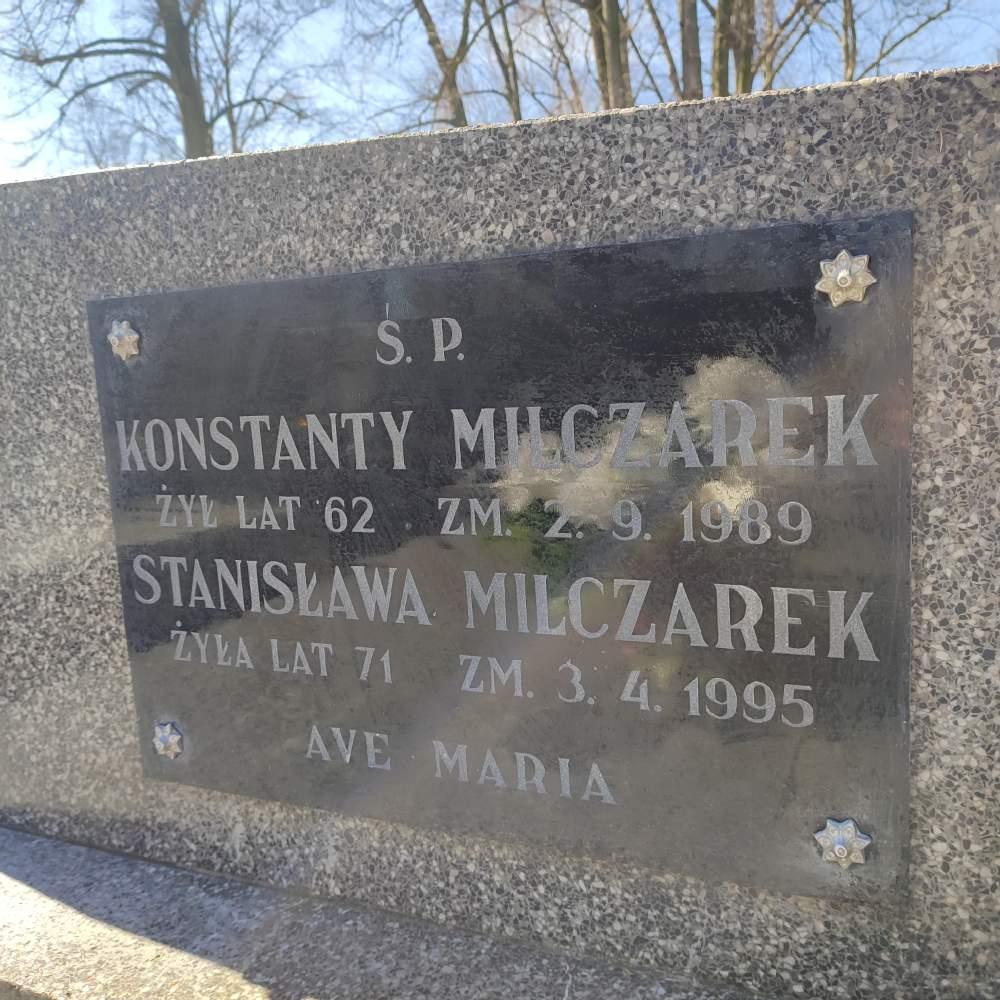 Ś. P.
KONSTANTY MILCZAREK
ŻYŁ LAT 62 . ZM. 2. 9. 1989
STANISŁAWA. MILCZAREK
ŻYŁA LAT 71 ZM. 3. 4. 1995
AVE MARIA